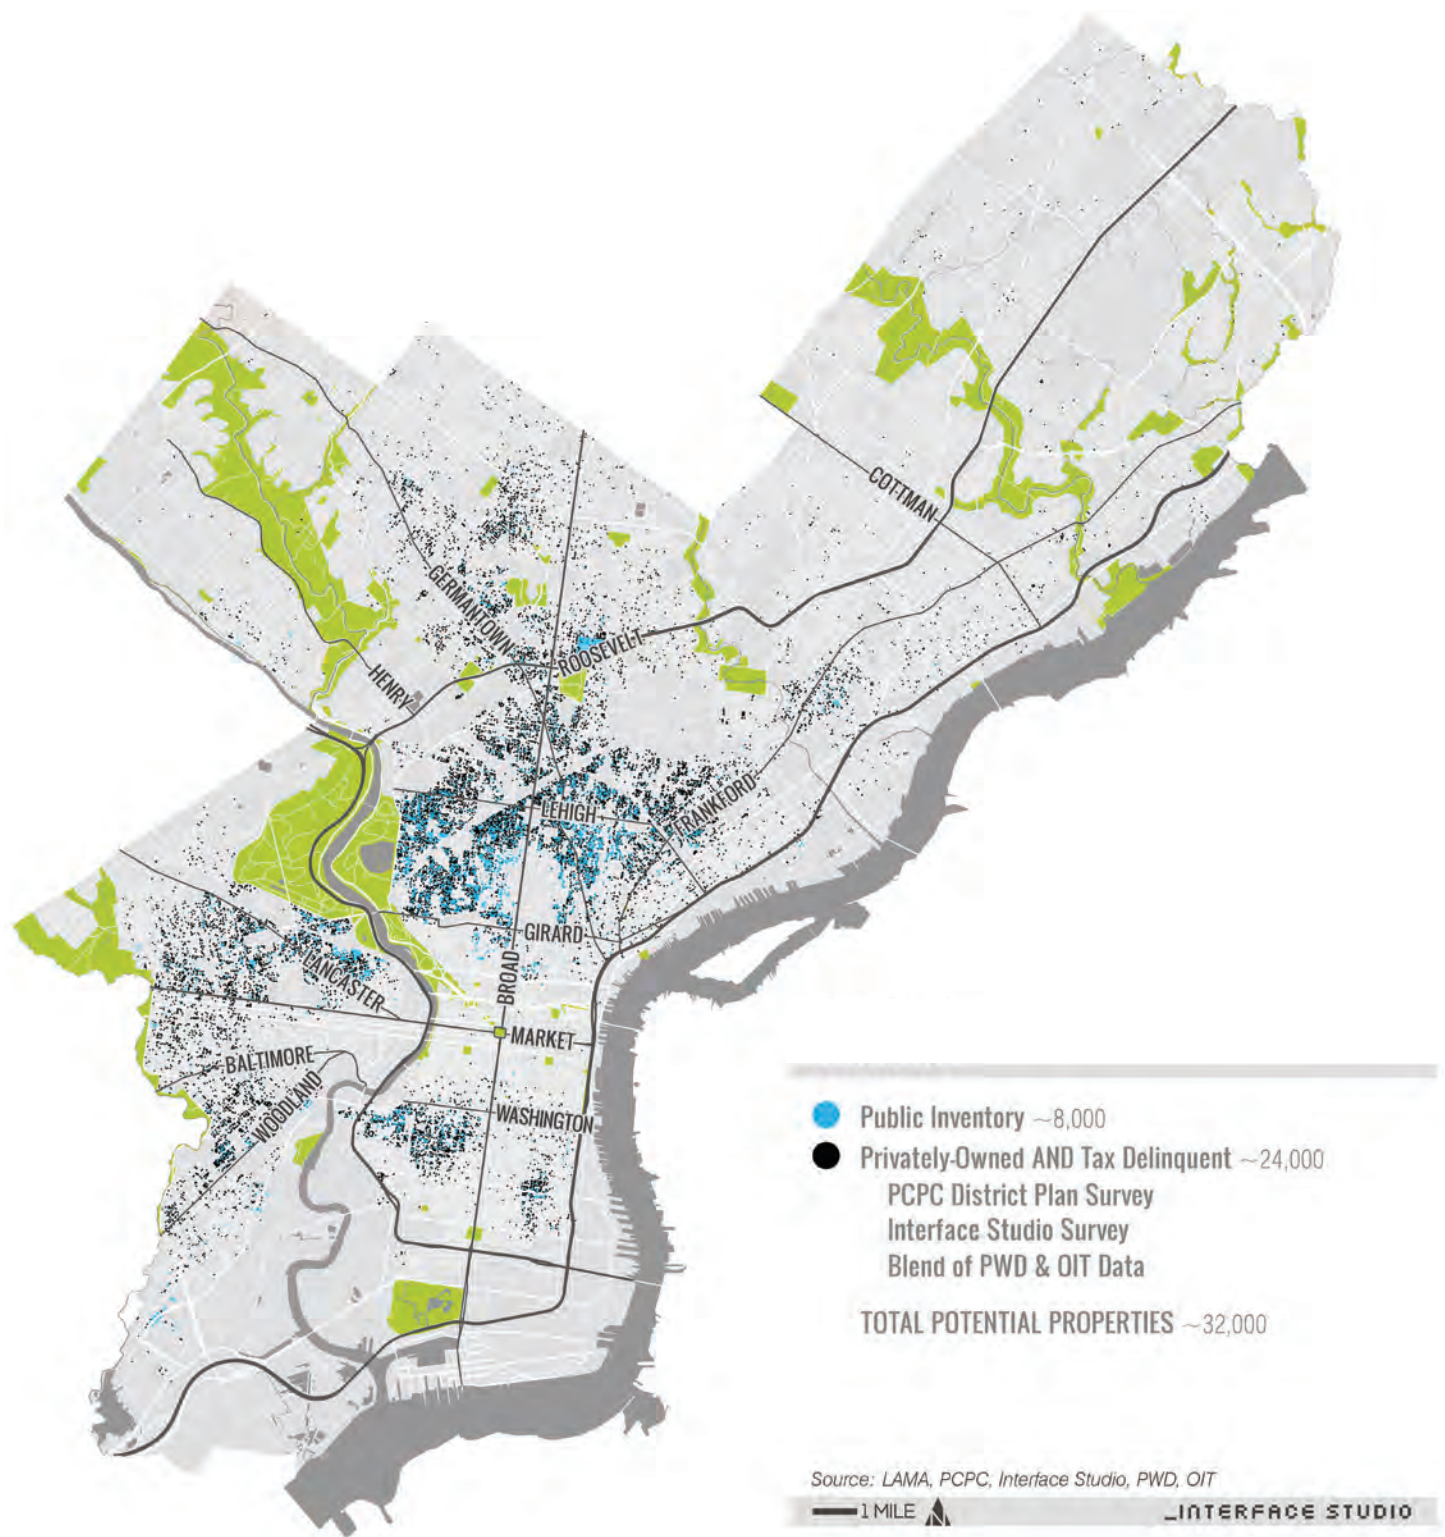 COTTMAN
GERMANTOWN
ROOSEVELT
HENRY
LEHIGH
FRANKFORD
GIRARD
LANCASTER
BROAD
MARKET
BALTIMORE
WOODLAND
WASHINGTON
Public Inventory ~8,000
Privately-Owned AND Tax Delinquent ~24,000
PCPC District Plan Survey
Interface Studio Survey
Blend of PWD & OIT Data
TOTAL POTENTIAL PROPERTIES ~32,000
Source: LAMA, PCPC, Interface Studio, PWD, OIT
1 MILE
_INTERFACE STUDIO